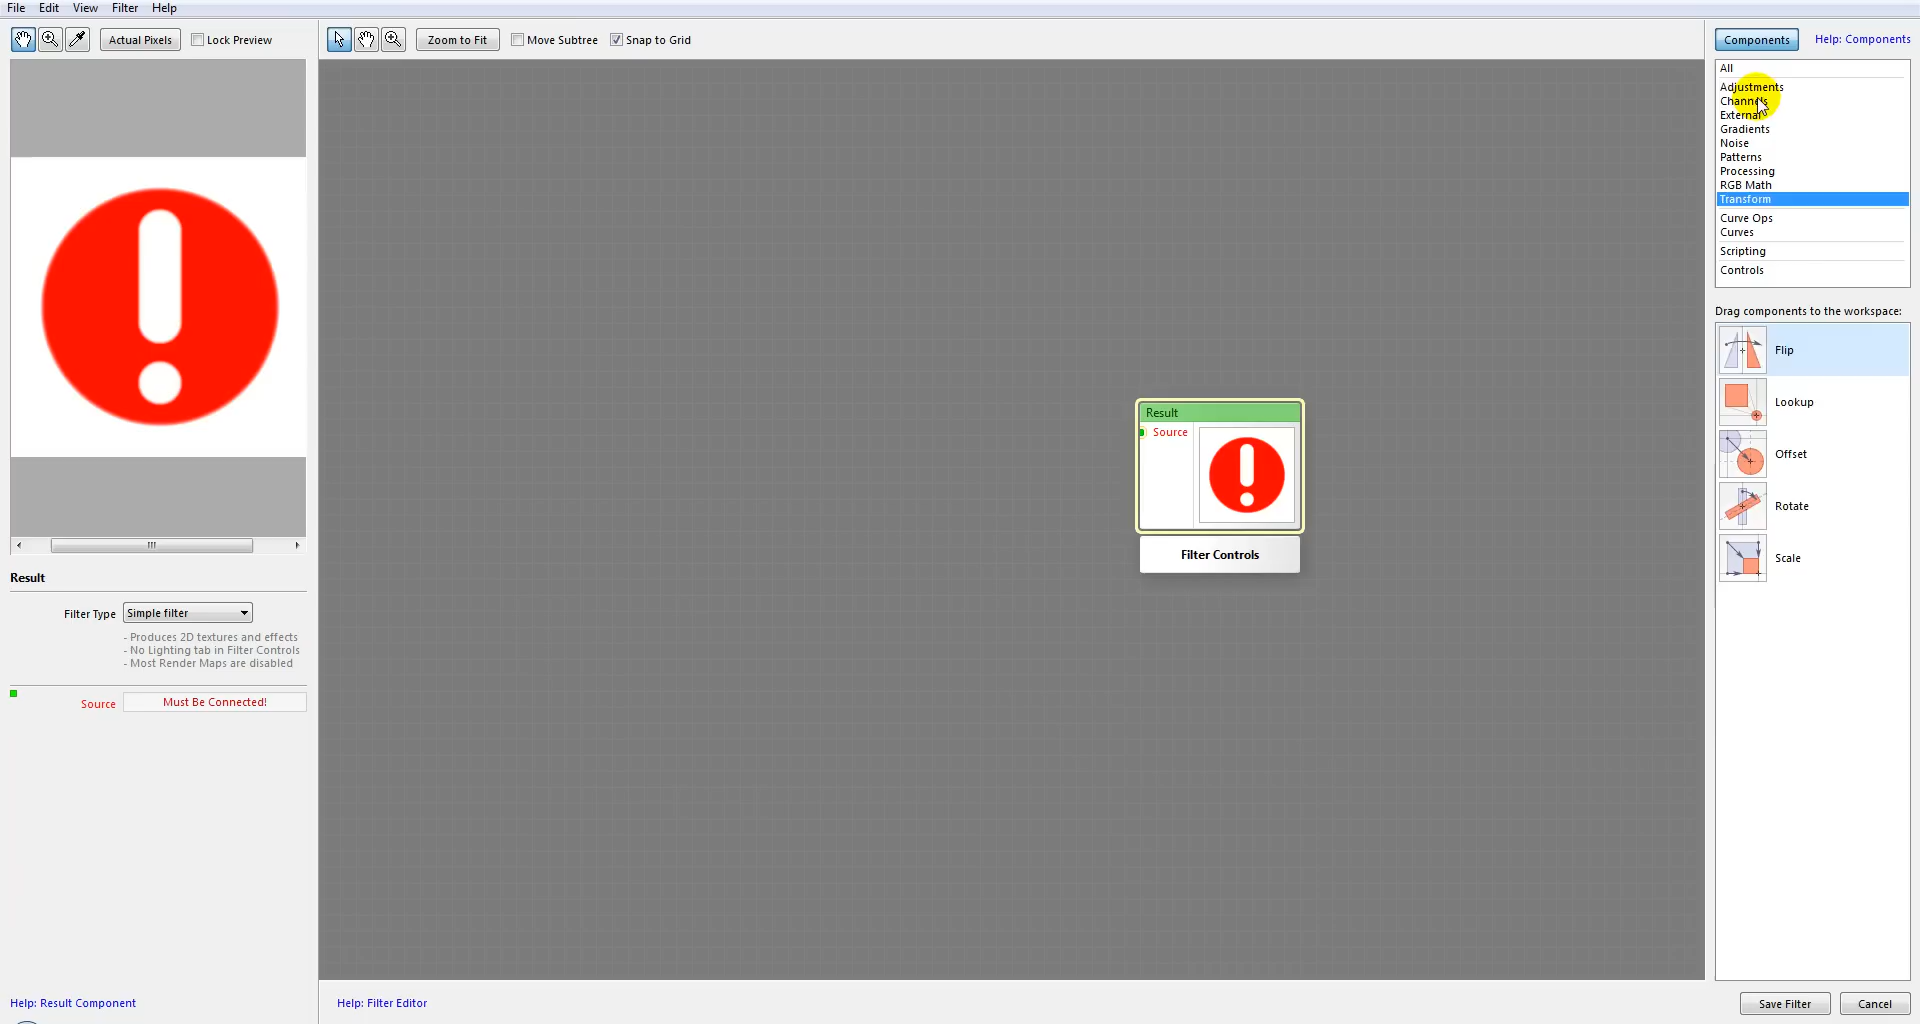 File Edit View Filter Help
Actual Pixels Lock Preview
Zoom to Fit Move Subtree Snap to Grid
Components Help: Components
All
Adjustments
Channels
External
Gradients
Noise
Patterns
Processing
RGB Math
Transform
Curve Ops
Curves
Scripting
Controls
Drag components to the workspace:
Flip
Lookup
Offset
Rotate
Scale
Result
Source
Filter Controls
Result
Filter Type Simple filter
- Produces 2D textures and effects
- No Lighting tab in Filter Controls
- Most Render Maps are disabled
Source Must Be Connected!
Help: Result Component
Help: Filter Editor
Save Filter Cancel